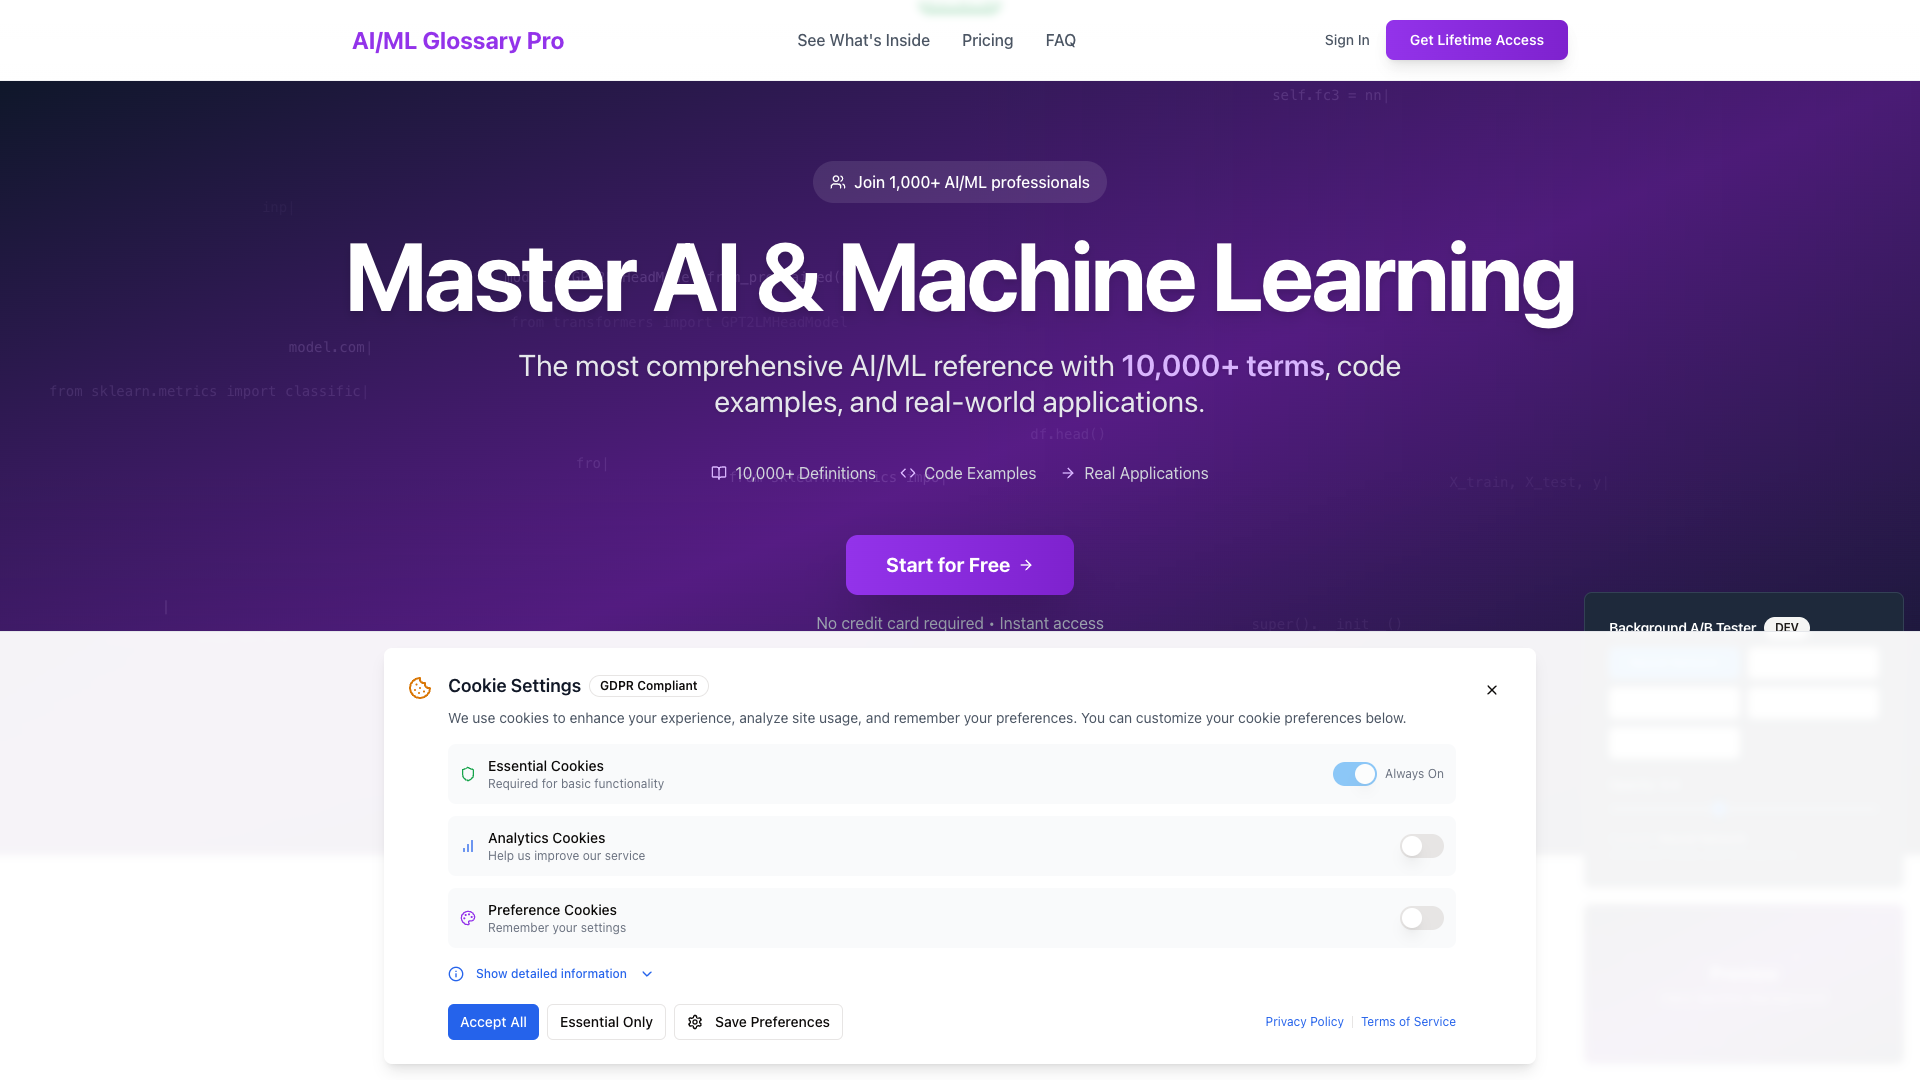 AI/ML Glossary Pro
See What's Inside
Pricing
FAQ
Sign In
Get Lifetime Access
self.fc3 = nn|
Join 1,000+ AI/ML professionals
inp|
Master AI & Machine Learning
from transformers import GPT2LMHeadModel
model.com|
The most comprehensive AI/ML reference with 10,000+ terms, code
examples, and real-world applications.
from sklearn.metrics import classific|
df.head()
fro|
10,000+ Definitions
Code Examples
Real Applications
X_train, X_test, y|
Start for Free →
|
No credit card required • Instant access
super().__init__()
Background A/B Tester
DEV
Cookie Settings
GDPR Compliant
We use cookies to enhance your experience, analyze site usage, and remember your preferences. You can customize your cookie preferences below.
Essential Cookies
Required for basic functionality
Always On
Analytics Cookies
Help us improve our service
Preference Cookies
Remember your settings
Show detailed information
Accept All
Essential Only
Save Preferences
Privacy Policy
Terms of Service